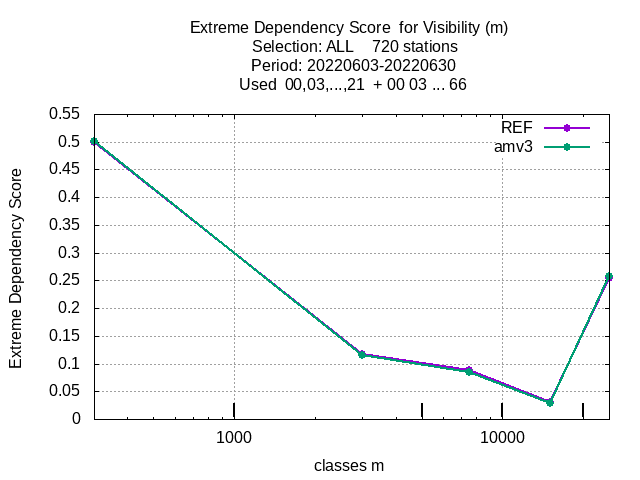 Extreme Dependency Score  for Visibility (m)
Selection: ALL    720 stations
Period: 20220603-20220630
Used  00,03,...,21  + 00 03 ... 66
REF
amv3
0.55
0.5
0.45
0.4
0.35
0.3
0.25
0.2
0.15
0.1
0.05
0
Extreme Dependency Score
1000
10000
classes m